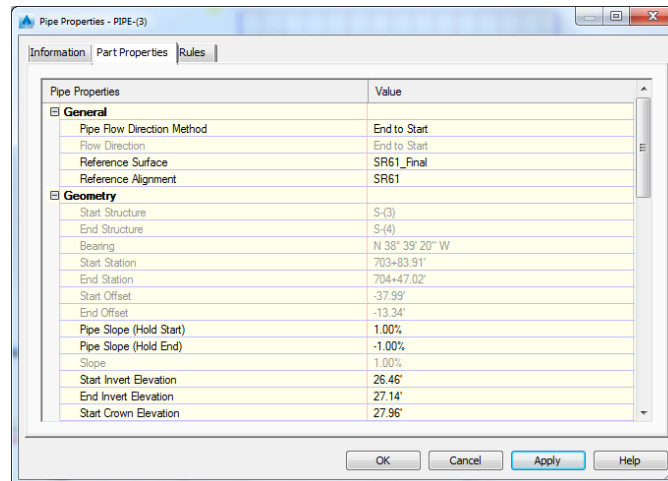 Pipe Properties - PIPE-(3)
Information Part Properties Rules
Pipe Properties Value
General
Pipe Flow Direction Method End to Start
Flow Direction End to Start
Reference Surface SR61_Final
Reference Alignment SR61
Geometry
Start Structure S-(3)
End Structure S-(4)
Bearing N 38° 39' 20" W
Start Station 703+83.91'
End Station 704+47.02'
Start Offset -37.99'
End Offset -13.34'
Pipe Slope (Hold Start) 1.00%
Pipe Slope (Hold End) -1.00%
Slope 1.00%
Start Invert Elevation 26.46'
End Invert Elevation 27.14'
Start Crown Elevation 27.96'
OK Cancel Apply Help